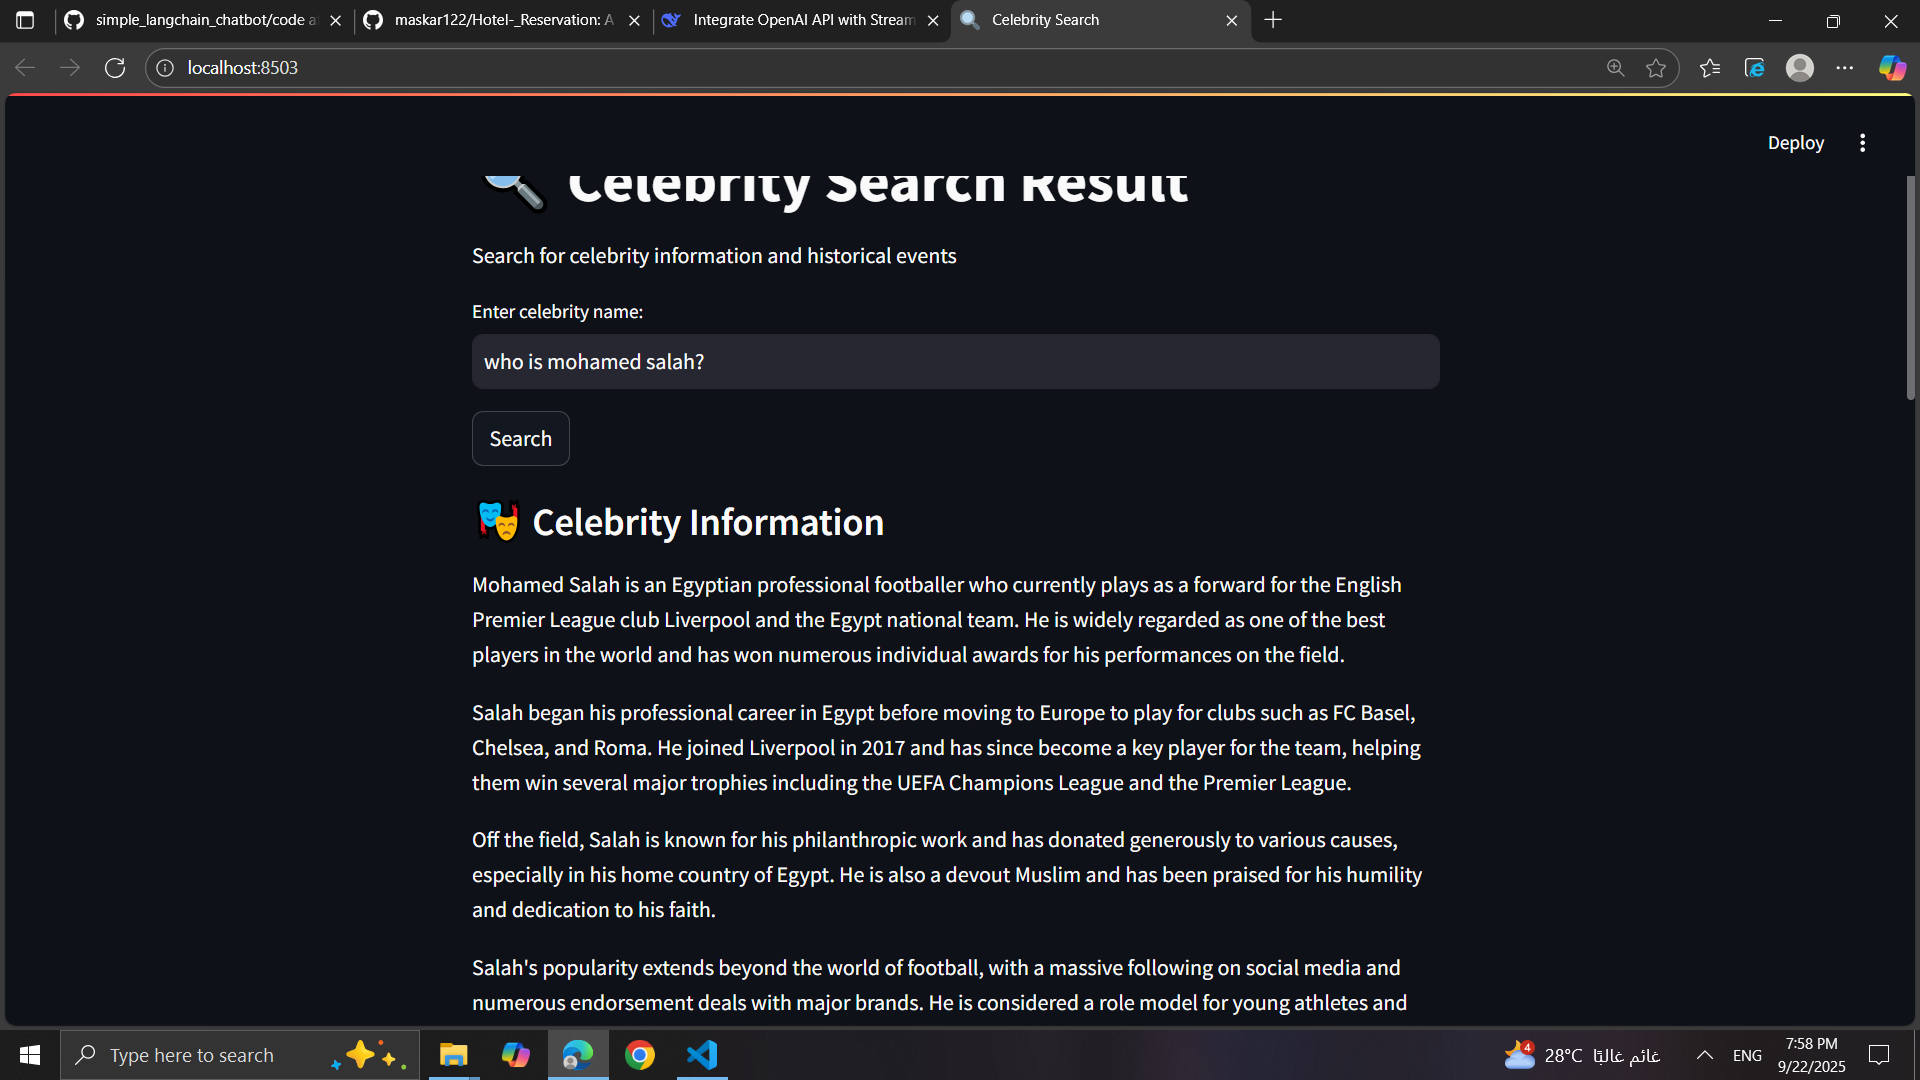 simple_langchain_chatbot/code a
maskar122/Hotel-_Reservation: A
Integrate OpenAI API with Stream
Celebrity Search
localhost:8503
Deploy
Celebrity Search Result
Search for celebrity information and historical events
Enter celebrity name:
who is mohamed salah?
Search
Celebrity Information
Mohamed Salah is an Egyptian professional footballer who currently plays as a forward for the English
Premier League club Liverpool and the Egypt national team. He is widely regarded as one of the best
players in the world and has won numerous individual awards for his performances on the field.
Salah began his professional career in Egypt before moving to Europe to play for clubs such as FC Basel,
Chelsea, and Roma. He joined Liverpool in 2017 and has since become a key player for the team, helping
them win several major trophies including the UEFA Champions League and the Premier League.
Off the field, Salah is known for his philanthropic work and has donated generously to various causes,
especially in his home country of Egypt. He is also a devout Muslim and has been praised for his humility
and dedication to his faith.
Salah's popularity extends beyond the world of football, with a massive following on social media and
numerous endorsement deals with major brands. He is considered a role model for young athletes and
Type here to search
4
28°C غائم غالبًا
ENG
7:58 PM
9/22/2025